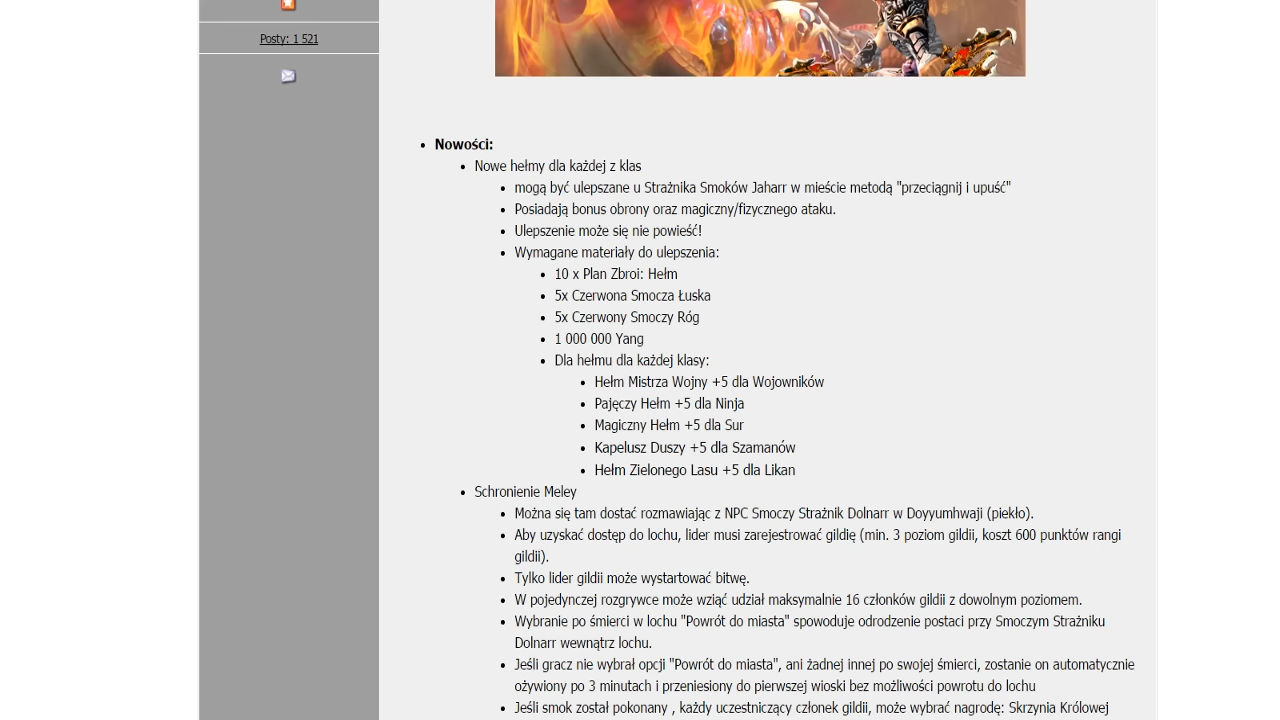 Posty: 1 521
Nowości:
Nowe hełmy dla każdej z klas
mogą być ulepszane u Strażnika Smoków Jaharr w mieście metodą "przeciągnij i upuść"
Posiadają bonus obrony oraz magiczny/fizycznego ataku.
Ulepszenie może się nie powieść!
Wymagane materiały do ulepszenia:
10 x Plan Zbroi: Hełm
5x Czerwona Smocza Łuska
5x Czerwony Smoczy Róg
1 000 000 Yang
Dla hełmu dla każdej klasy:
Hełm Mistrza Wojny +5 dla Wojowników
Pajęczy Hełm +5 dla Ninja
Magiczny Hełm +5 dla Sur
Kapelusz Duszy +5 dla Szamanów
Hełm Zielonego Lasu +5 dla Likan
Schronienie Meley
Można się tam dostać rozmawiając z NPC Smoczy Strażnik Dolnarr w Doyyumhwaji (piekło).
Aby uzyskać dostęp do lochu, lider musi zarejestrować gildię (min. 3 poziom gildii, koszt 600 punktów rangi
gildii).
Tylko lider gildii może wystartować bitwę.
W pojedynczej rozgrywce może wziąć udział maksymalnie 16 członków gildii z dowolnym poziomem.
Wybranie po śmierci w lochu "Powrót do miasta" spowoduje odrodzenie postaci przy Smoczym Strażniku
Dolnarr wewnątrz lochu.
Jeśli gracz nie wybrał opcji "Powrót do miasta", ani żadnej innej po swojej śmierci, zostanie on automatycznie
ożywiony po 3 minutach i przeniesiony do pierwszej wioski bez możliwości powrotu do lochu
Jeśli smok został pokonany , każdy uczestniczący członek gildii, może wybrać nagrodę: Skrzynia Królowej